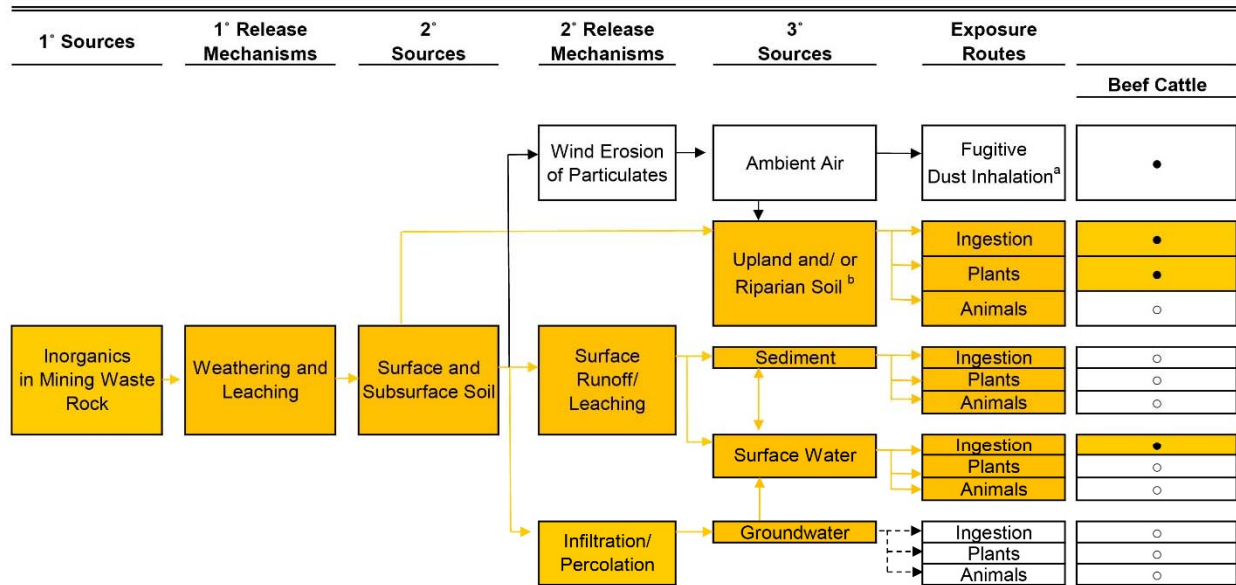 1° Sources
1° Release
Mechanisms
2°
Sources
2° Release
Mechanisms
3°
Sources
Exposure
Routes
Beef Cattle
Wind Erosion
of Particulates
Ambient Air
Fugitive
Dust Inhalationᵃ
●
Upland and/ or
Riparian Soil ᵇ
Ingestion
●
Plants
●
Animals
○
Inorganics
in Mining Waste
Rock
Weathering and
Leaching
Surface and
Subsurface Soil
Surface
Runoff/
Leaching
Sediment
Ingestion
○
Plants
○
Animals
○
Surface Water
Ingestion
●
Plants
○
Animals
○
Infiltration/
Percolation
Groundwater
Ingestion
○
Plants
○
Animals
○